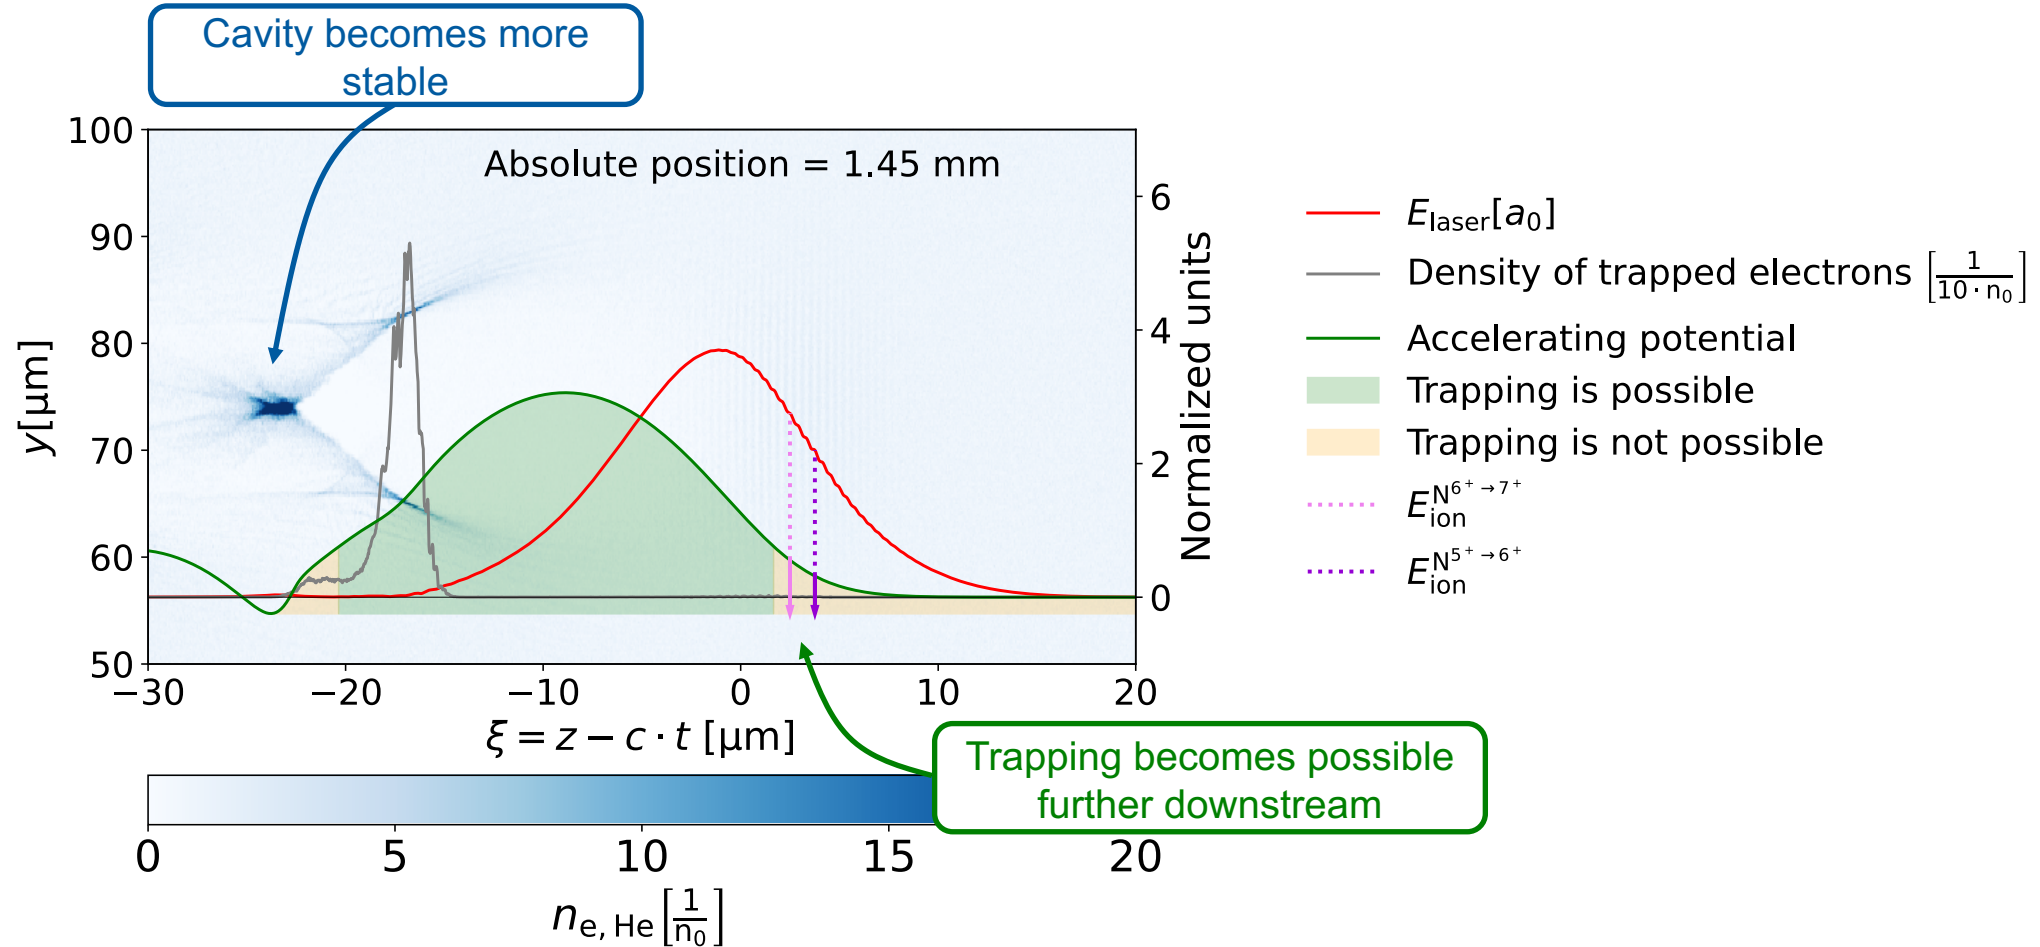 Cavity becomes more
stable
Absolute position = 1.45 mm
100
90
80
70
60
50
y[μm]
6
4
2
0
Normalized units
−30
−20
−10
0
10
20
ξ = z − c · t [μm]
E_laser[a_0]
Density of trapped electrons [1/(10 · n_0)]
Accelerating potential
Trapping is possible
Trapping is not possible
E_ion^{N^{6+ → 7+}}
E_ion^{N^{5+ → 6+}}
Trapping becomes possible
further downstream
0
5
10
15
20
n_{e, He} [1/n_0]